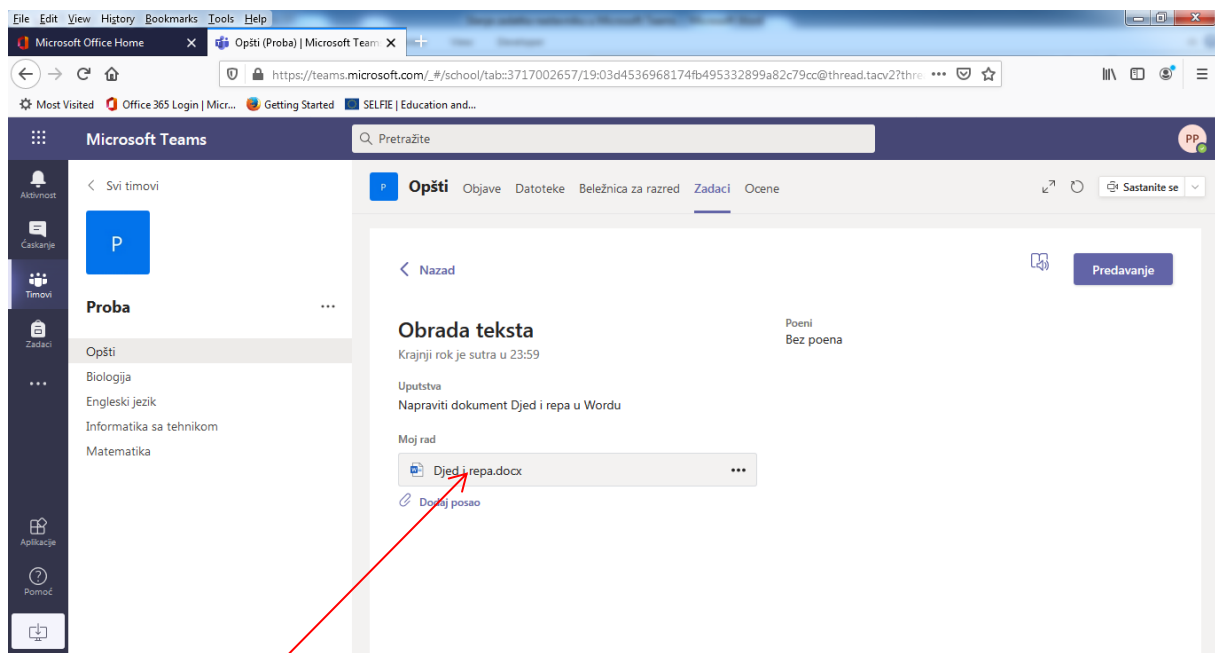 File Edit View History Bookmarks Tools Help
Microsoft Office Home
Opšti (Proba) | Microsoft Team
https://teams.microsoft.com/_#/school/tab::3717002657/19:03d4536968174fb495332899a82c79cc@thread.tacv2?thre
Most Visited Office 365 Login | Micr... Getting Started SELFIE | Education and...
Microsoft Teams
Pretražite
PP
Aktivnost
Svi timovi
P Opšti Objave Datoteke Beležnica za razred Zadaci Ocene
Sastanite se
Ćaskanje
P
Nazad
Predavanje
Timovi
Proba
Zadaci
Obrada teksta
Poeni
Krajnji rok je sutra u 23:59
Bez poena
Opšti
Biologija
Uputstva
Engleski jezik
Napraviti dokument Djed i repa u Wordu
Informatika sa tehnikom
Matematika
Moj rad
Djed i repa.docx
Dodaj posao
Aplikacije
Pomoć